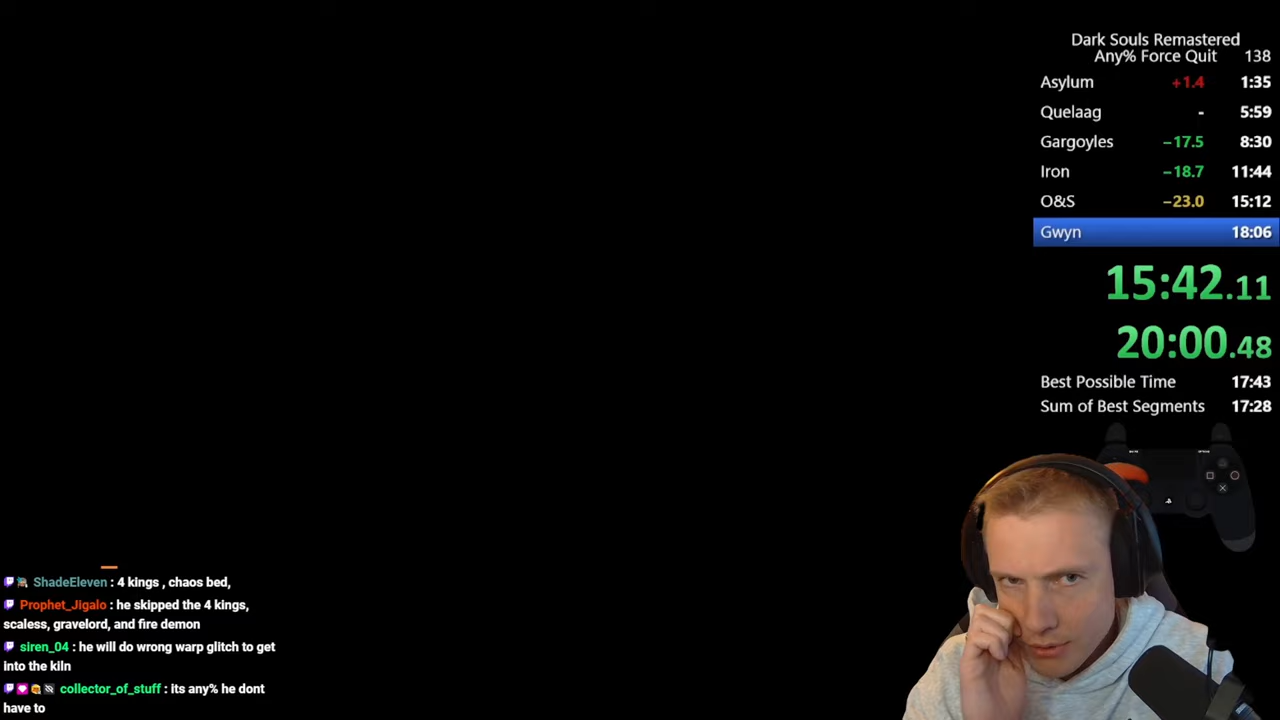 Dark Souls Remastered
Any% Force Quit 138
Asylum +1.4 1:35
Quelaag - 5:59
Gargoyles −17.5 8:30
Iron −18.7 11:44
O&S −23.0 15:12
Gwyn 18:06
15:42.11
20:00.48
Best Possible Time 17:43
Sum of Best Segments 17:28
ShadeEleven : 4 kings , chaos bed,
Prophet_Jigalo : he skipped the 4 kings,
scaless, gravelord, and fire demon
siren_04 : he will do wrong warp glitch to get
into the kiln
collector_of_stuff : its any% he dont
have to